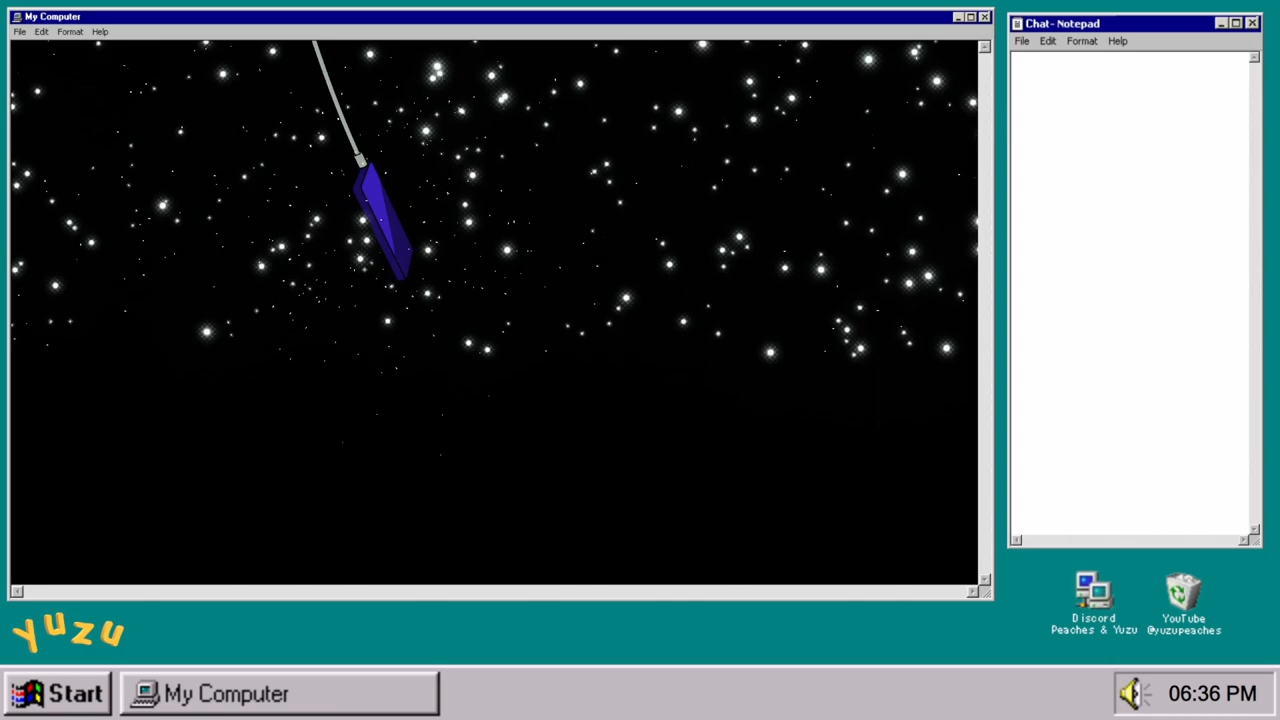 My Computer
File Edit Format Help
Chat- Notepad
File Edit Format Help
yuzu
Discord
Peaches & Yuzu
YouTube
@yuzupeaches
Start
My Computer
06:36 PM